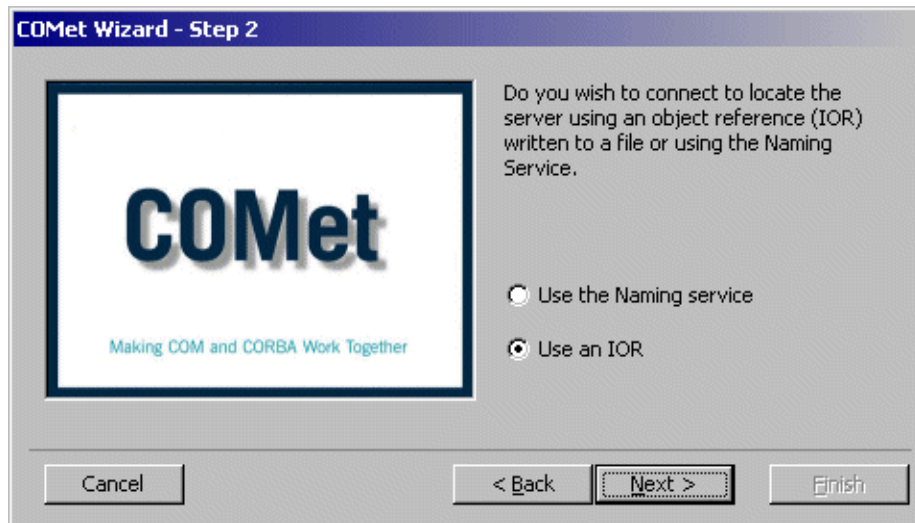 COMet Wizard - Step 2
Do you wish to connect to locate the
server using an object reference (IOR)
written to a file or using the Naming
Service.
COMet
Making COM and CORBA Work Together
Use the Naming service
Use an IOR
Cancel
< Back
Next >
Finish